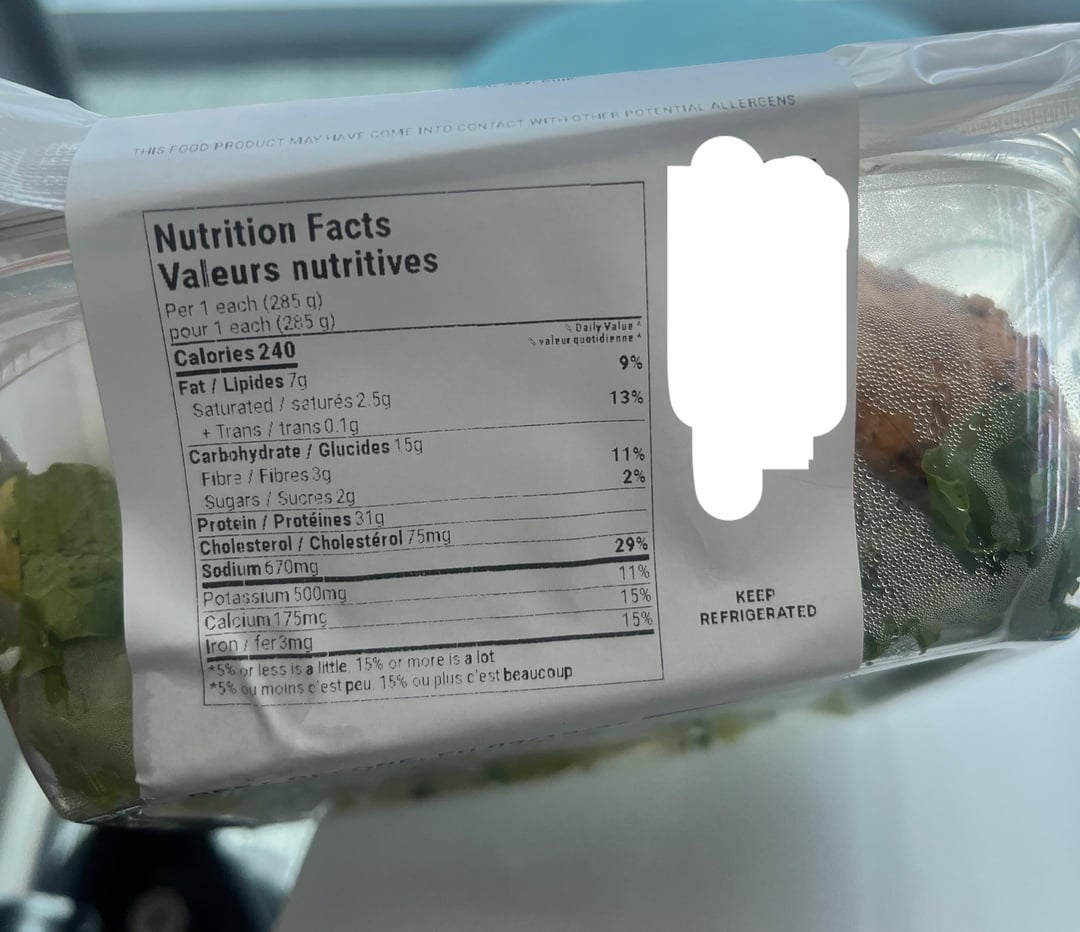 THIS FOOD PRODUCT MAY HAVE COME INTO CONTACT WITH OTHER POTENTIAL ALLERGENS
Nutrition Facts
Valeurs nutritives
Per 1 each (285 g)
pour 1 each (285 g)
% Daily Value *
% valeur quotidienne *
Calories 240
Fat / Lipides 7g 9%
Saturated / saturés 2.5g
+ Trans / trans 0.1g 13%
Carbohydrate / Glucides 15g
Fibre / Fibres 3g 11%
Sugars / Sucres 2g 2%
Protein / Protéines 31g
Cholesterol / Cholestérol 75mg
Sodium 670mg 29%
Potassium 500mg 11%
Calcium 175mg 15%
Iron / fer 3mg 15%
*5% or less is a little, 15% or more is a lot
*5% ou moins c'est peu, 15% ou plus c'est beaucoup
KEEP
REFRIGERATED